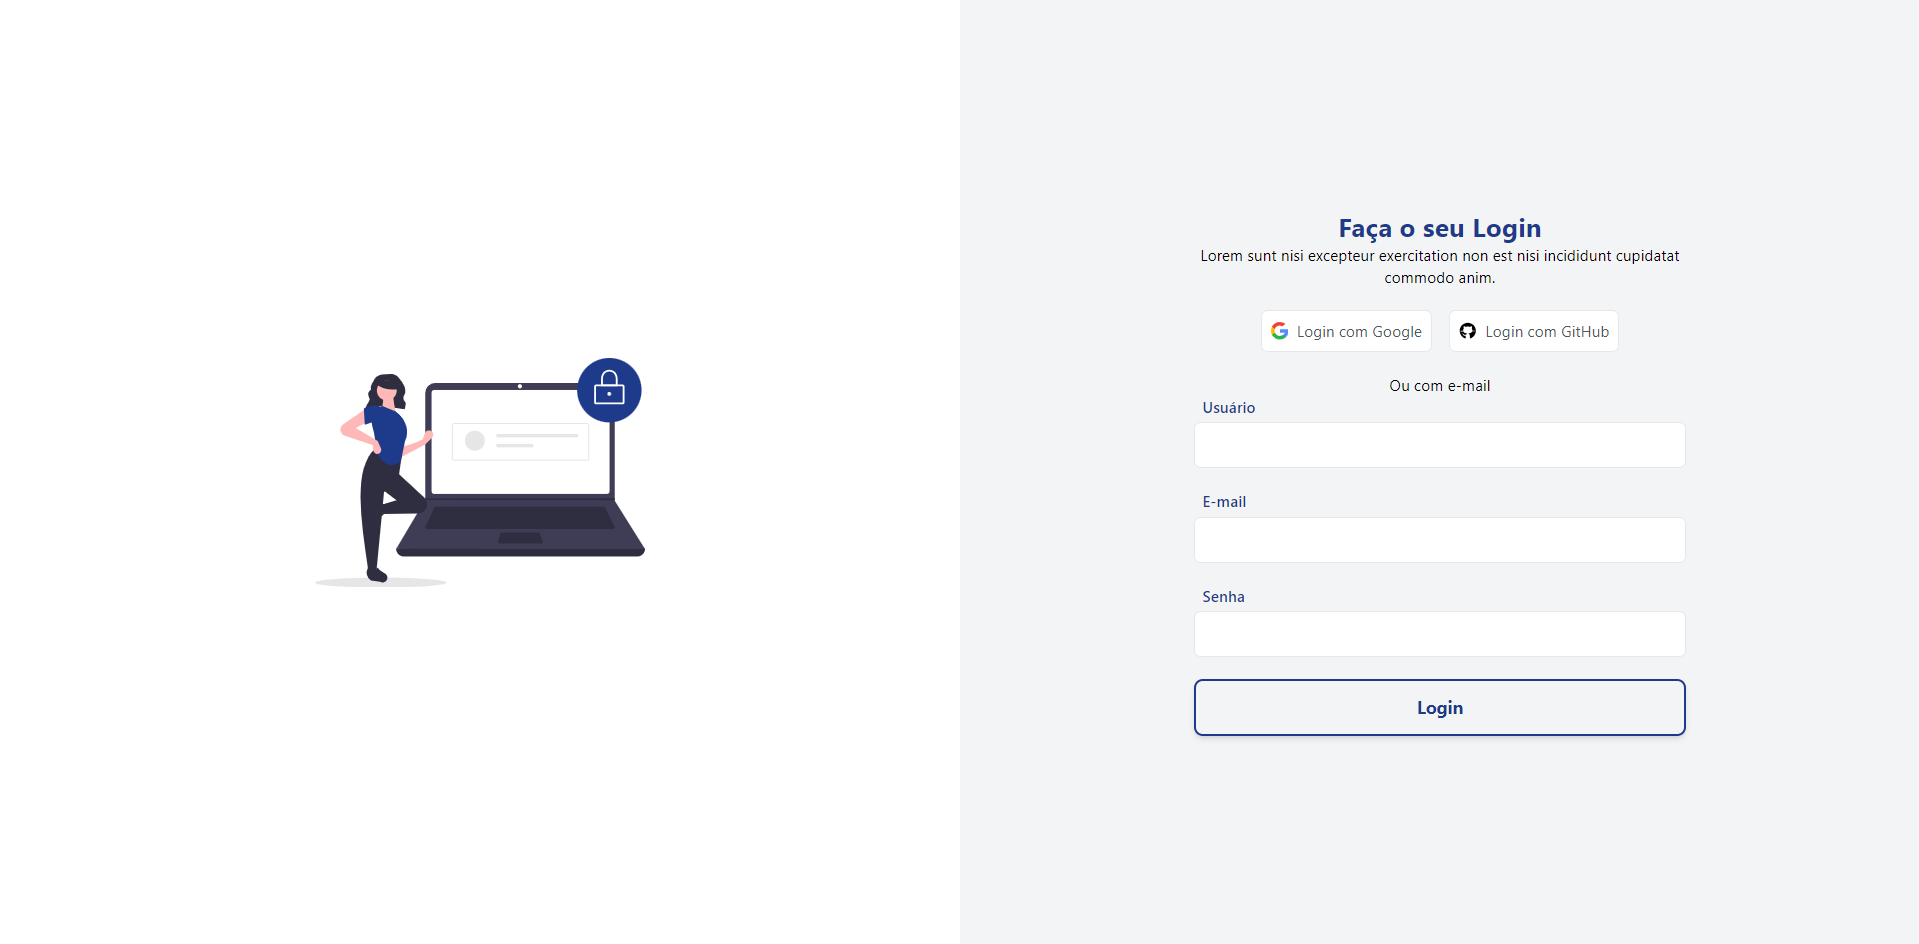 Faça o seu Login
Lorem sunt nisi excepteur exercitation non est nisi incididunt cupidatat
commodo anim.
Login com Google
Login com GitHub
Ou com e-mail
Usuário
E-mail
Senha
Login